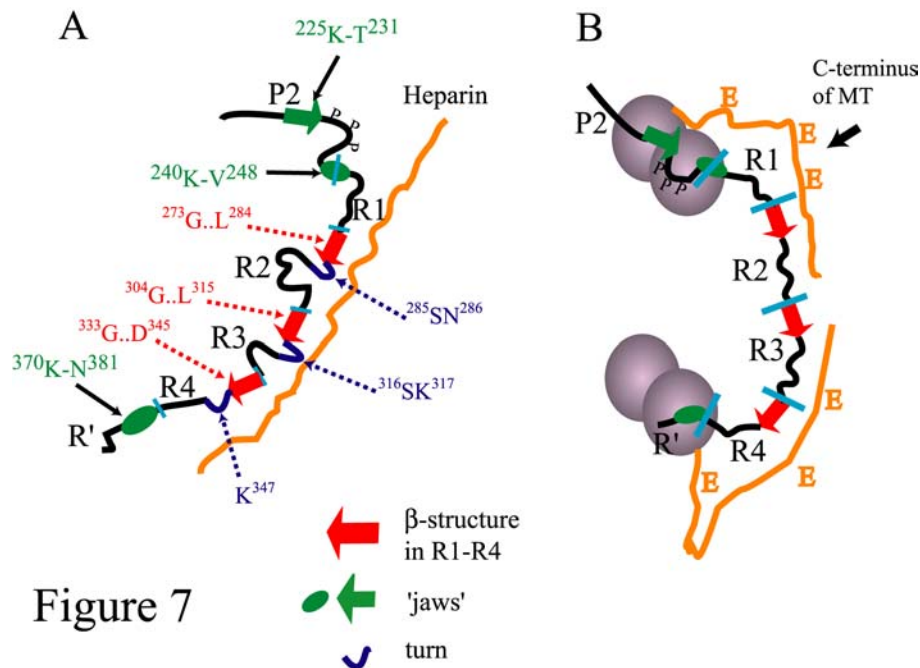 A
²²⁵K-T²³¹
P2
Heparin
P
P
P
²⁴⁰K-V²⁴⁸
R1
²⁷³G..L²⁸⁴
R2
³⁰⁴G..L³¹⁵
²⁸⁵SN²⁸⁶
³³³G..D³⁴⁵
R3
³¹⁶SK³¹⁷
³⁷⁰K-N³⁸¹
R4
R'
K³⁴⁷
β-structure
in R1-R4
'jaws'
turn
Figure 7
B
C-terminus
of MT
E
E
P2
R1
E
P
P
P
R2
R3
E
R'
R4
E
E